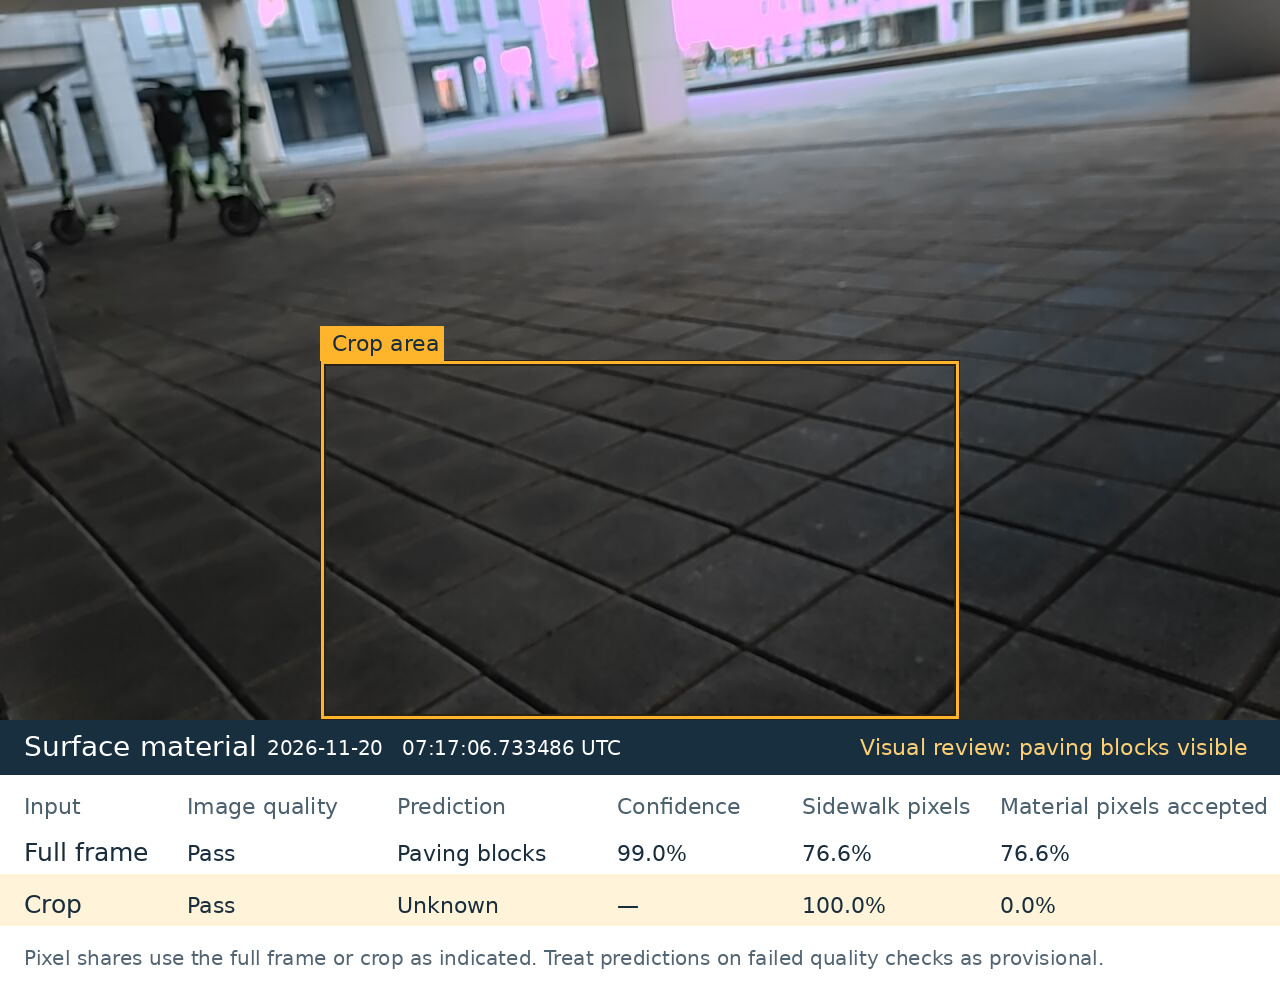 Crop area
Surface material 2026-11-20 07:17:06.733486 UTC Visual review: paving blocks visible
Input Image quality Prediction Confidence Sidewalk pixels Material pixels accepted
Full frame Pass Paving blocks 99.0% 76.6% 76.6%
Crop Pass Unknown — 100.0% 0.0%
Pixel shares use the full frame or crop as indicated. Treat predictions on failed quality checks as provisional.